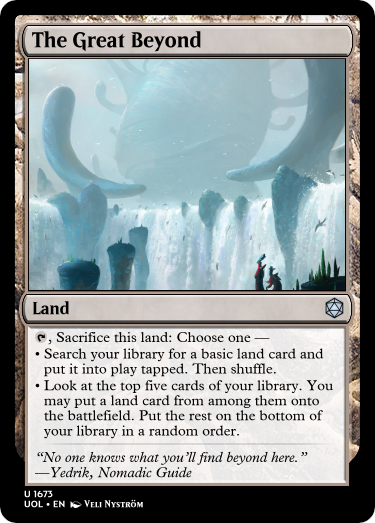 The Great Beyond
Land
, Sacrifice this land: Choose one —
• Search your library for a basic land card and
put it into play tapped. Then shuffle.
• Look at the top five cards of your library. You
may put a land card from among them onto
the battlefield. Put the rest on the bottom of
your library in a random order.
“No one knows what you’ll find beyond here.”
—Yedrik, Nomadic Guide
U 1673
UOL • EN Veli Nyström